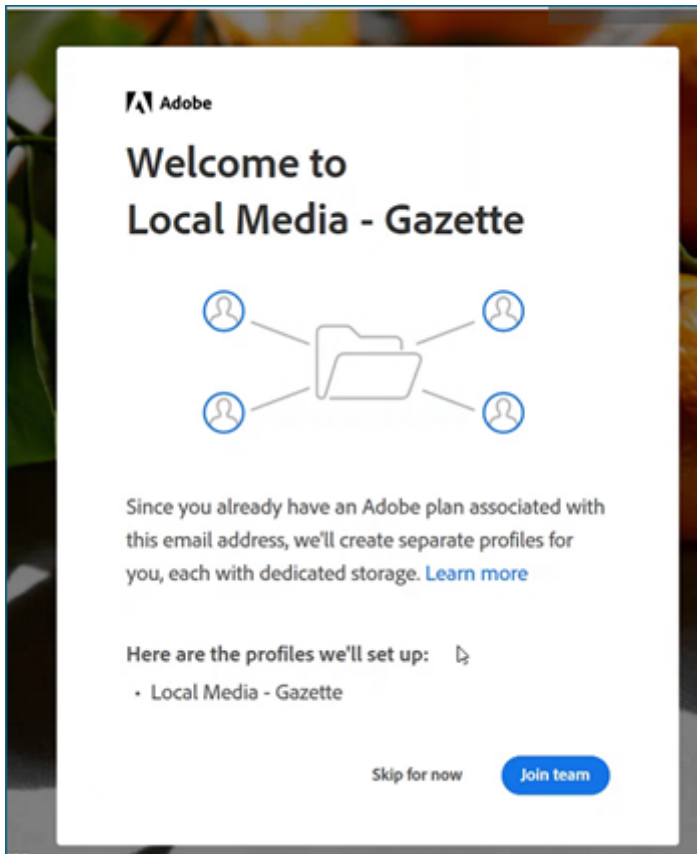 Adobe
Welcome to
Local Media - Gazette
Since you already have an Adobe plan associated with
this email address, we'll create separate profiles for
you, each with dedicated storage. Learn more
Here are the profiles we'll set up:
• Local Media - Gazette
Skip for now
Join team